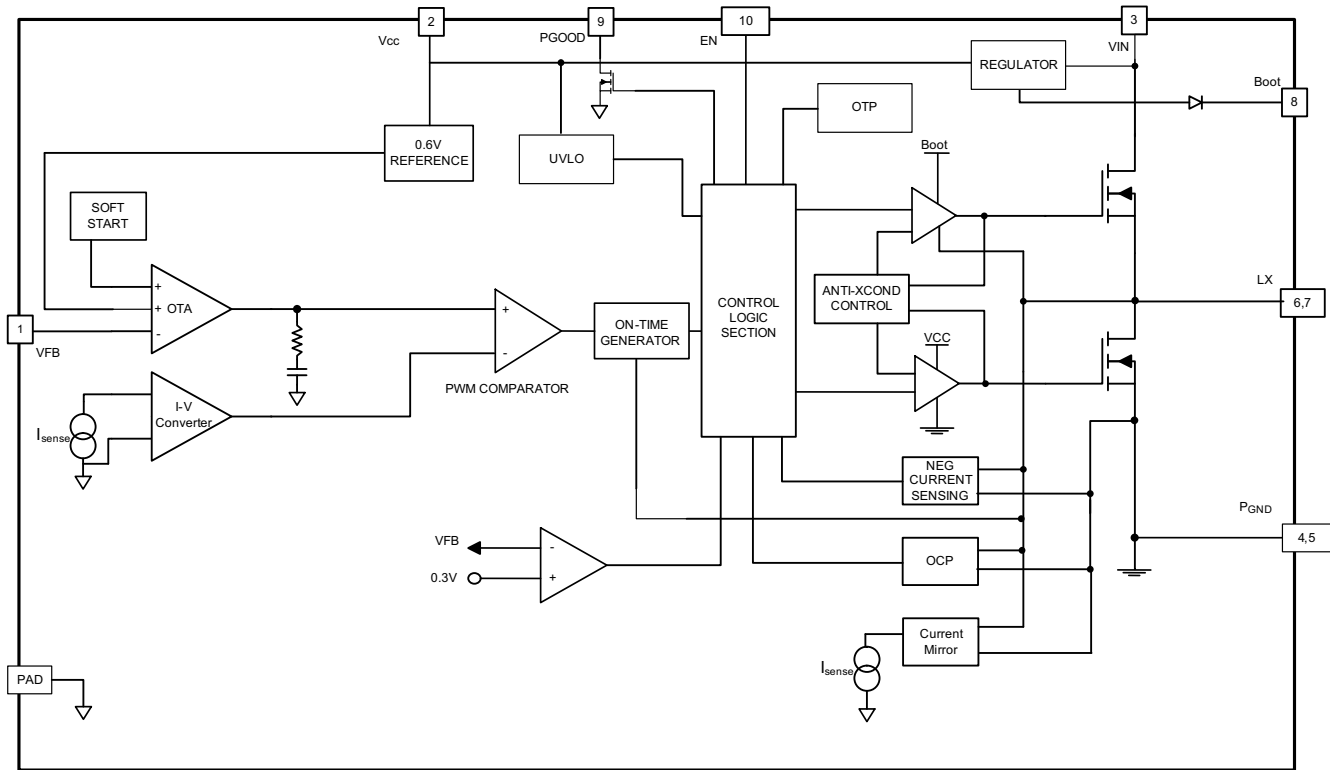 2
9
10
3
Vcc
PGOOD
EN
VIN
REGULATOR
Boot
8
OTP
0.6V
REFERENCE
UVLO
Boot
SOFT
START
+
+
OTA
-
1
VFB
+
-
PWM COMPARATOR
ON-TIME
GENERATOR
CONTROL
LOGIC
SECTION
ANTI-XCOND
CONTROL
LX
6,7
VCC
I-V
Converter
Isense
NEG
CURRENT
SENSING
PGND
4,5
VFB
-
0.3V
+
OCP
Current
Mirror
Isense
PAD